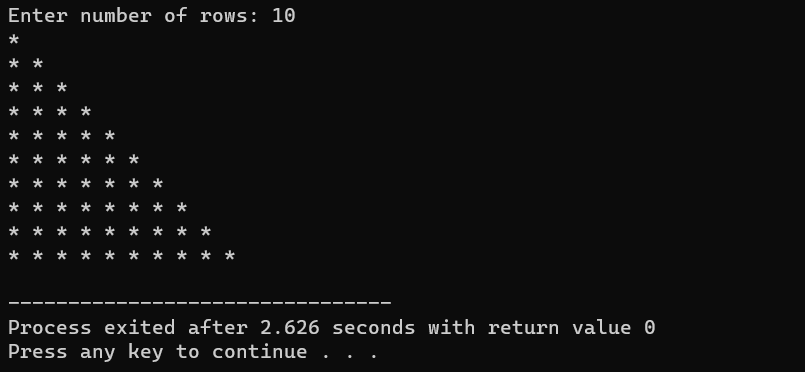 Enter number of rows: 10
*
* *
* * *
* * * *
* * * * *
* * * * * *
* * * * * * *
* * * * * * * *
* * * * * * * * *
* * * * * * * * * *
--------------------------------
Process exited after 2.626 seconds with return value 0
Press any key to continue . . .